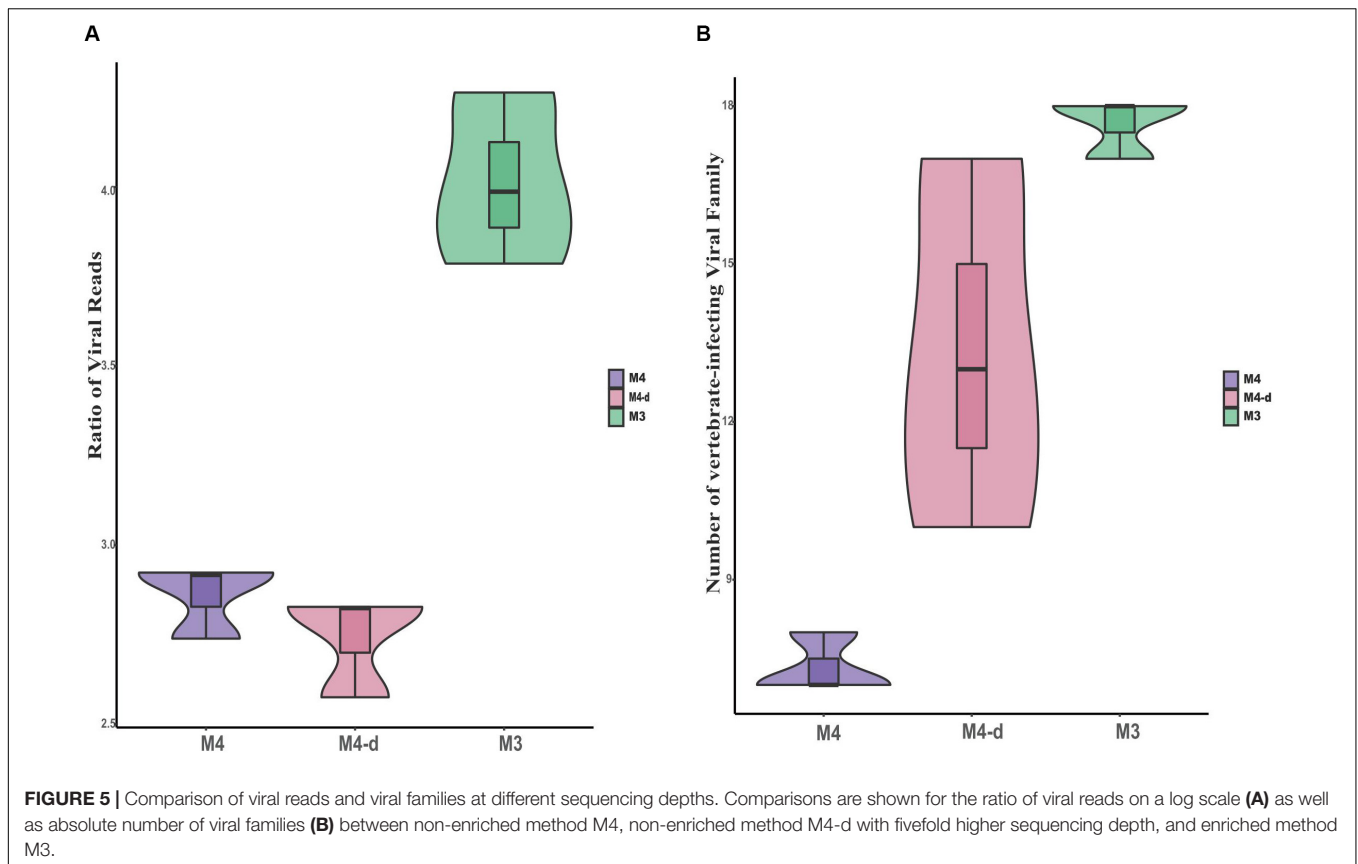 A
Ratio of Viral Reads
4.0
3.5
3.0
2.5
M4
M4-d
M3
M4
M4-d
M3
B
Number of vertebrate-infecting Viral Family
18
15
12
9
M4
M4-d
M3
M4
M4-d
M3
FIGURE 5 | Comparison of viral reads and viral families at different sequencing depths. Comparisons are shown for the ratio of viral reads on a log scale (A) as well
as absolute number of viral families (B) between non-enriched method M4, non-enriched method M4-d with fivefold higher sequencing depth, and enriched method
M3.